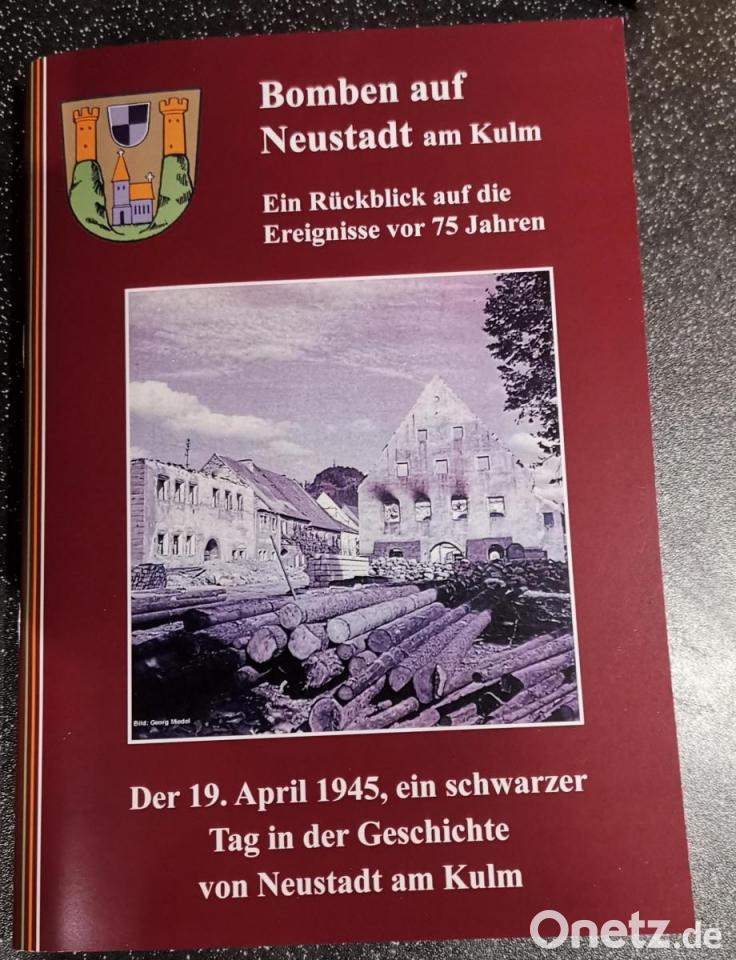 Bomben auf
Neustadt am Kulm
Ein Rückblick auf die
Ereignisse vor 75 Jahren
Bild: Georg Miedel
Der 19. April 1945, ein schwarzer
Tag in der Geschichte
von Neustadt am Kulm
Onetz.de